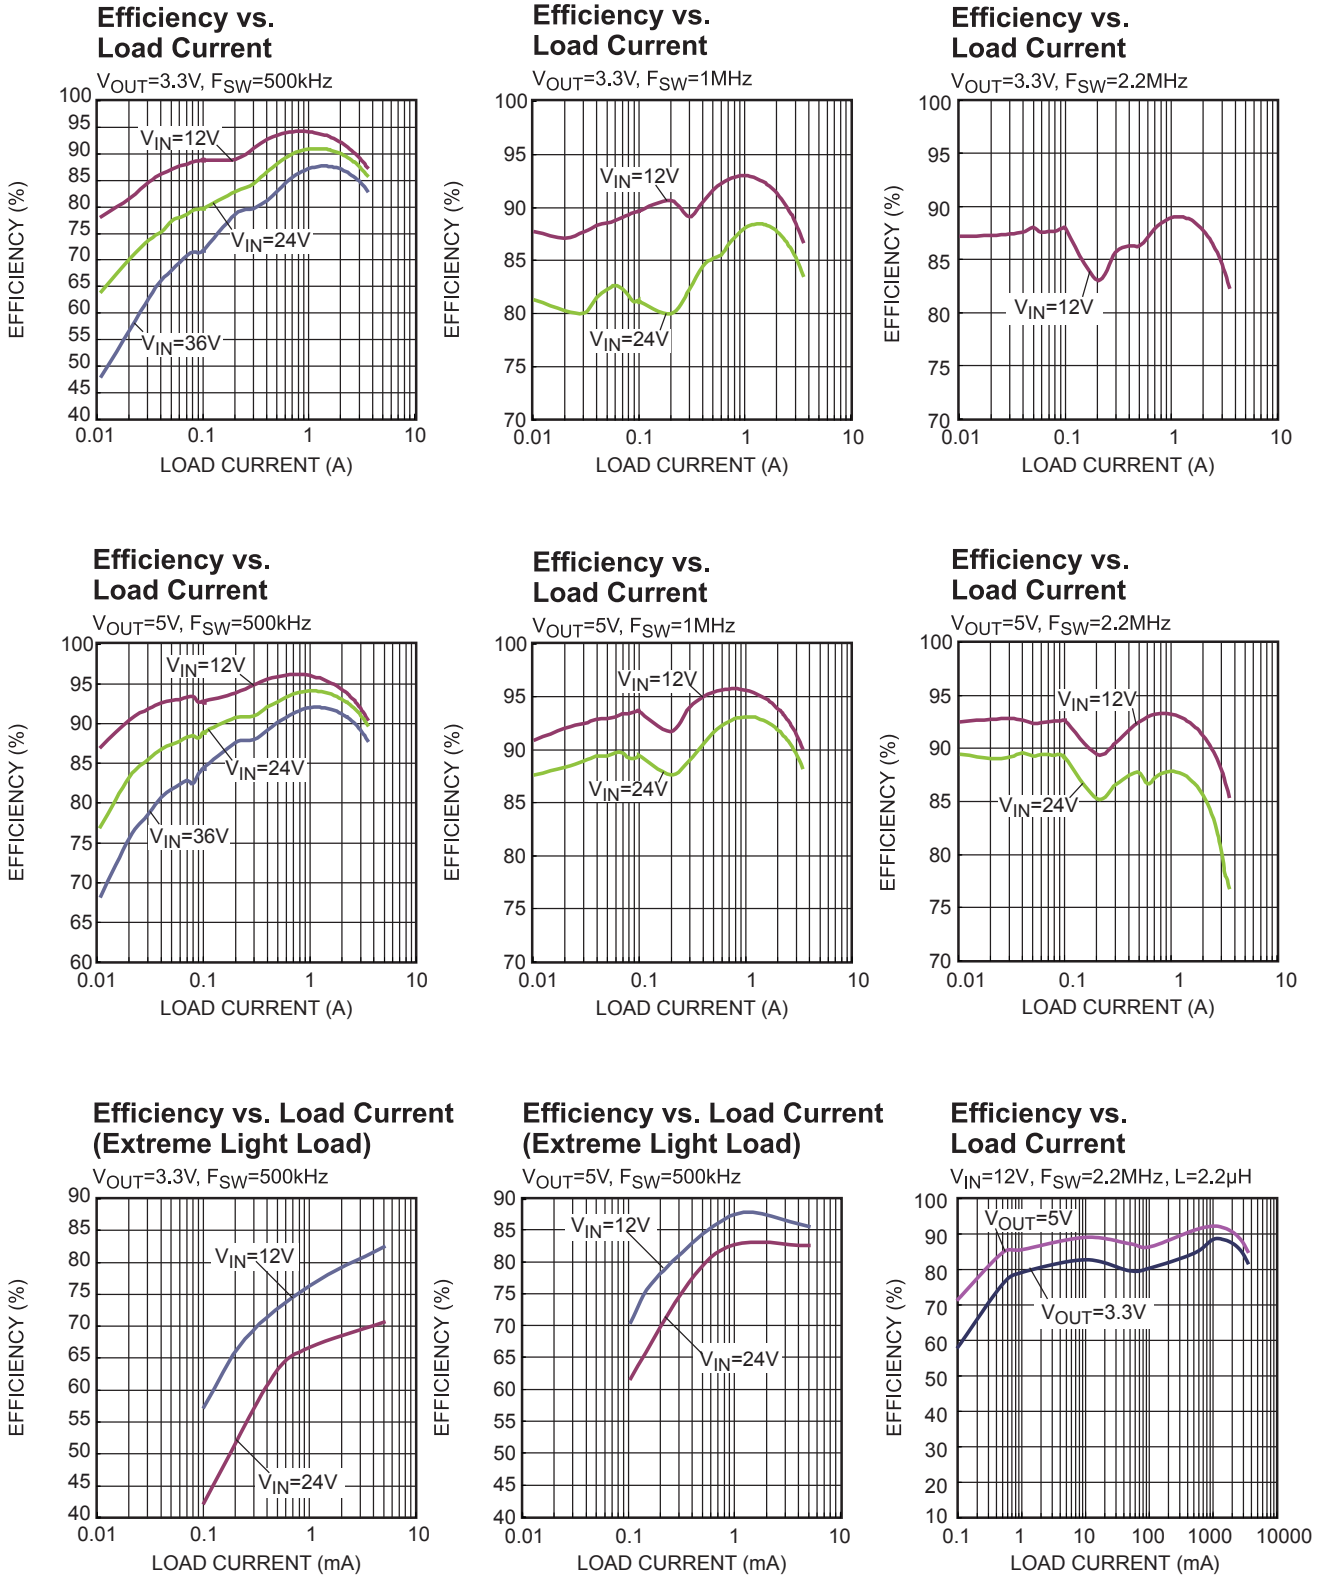 Efficiency vs.
Load Current
VOUT=3.3V, FSW=500kHz
100
95
90
85
80
75
70
65
60
55
50
45
40
EFFICIENCY (%)
VIN=12V
VIN=24V
VIN=36V
0.01 0.1 1 10
LOAD CURRENT (A)
Efficiency vs.
Load Current
VOUT=3.3V, FSW=1MHz
100
95
90
85
80
75
70
EFFICIENCY (%)
VIN=12V
VIN=24V
0.01 0.1 1 10
LOAD CURRENT (A)
Efficiency vs.
Load Current
VOUT=3.3V, FSW=2.2MHz
100
95
90
85
80
75
70
EFFICIENCY (%)
VIN=12V
0.01 0.1 1 10
LOAD CURRENT (A)
Efficiency vs.
Load Current
VOUT=5V, FSW=500kHz
100
95
90
85
80
75
70
65
60
EFFICIENCY (%)
VIN=12V
VIN=24V
VIN=36V
0.01 0.1 1 10
LOAD CURRENT (A)
Efficiency vs.
Load Current
VOUT=5V, FSW=1MHz
100
95
90
85
80
75
70
EFFICIENCY (%)
VIN=12V
VIN=24V
0.01 0.1 1 10
LOAD CURRENT (A)
Efficiency vs.
Load Current
VOUT=5V, FSW=2.2MHz
100
95
90
85
80
75
70
EFFICIENCY (%)
VIN=12V
VIN=24V
0.01 0.1 1 10
LOAD CURRENT (A)
Efficiency vs. Load Current
(Extreme Light Load)
VOUT=3.3V, FSW=500kHz
90
85
80
75
70
65
60
55
50
45
40
EFFICIENCY (%)
VIN=12V
VIN=24V
0.01 0.1 1 10
LOAD CURRENT (mA)
Efficiency vs. Load Current
(Extreme Light Load)
VOUT=5V, FSW=500kHz
90
85
80
75
70
65
60
55
50
45
40
EFFICIENCY (%)
VIN=12V
VIN=24V
0.01 0.1 1 10
LOAD CURRENT (mA)
Efficiency vs.
Load Current
VIN=12V, FSW=2.2MHz, L=2.2µH
100
90
80
70
60
50
40
30
20
10
EFFICIENCY (%)
VOUT=5V
VOUT=3.3V
0.1 1 10 100 1000 10000
LOAD CURRENT (mA)